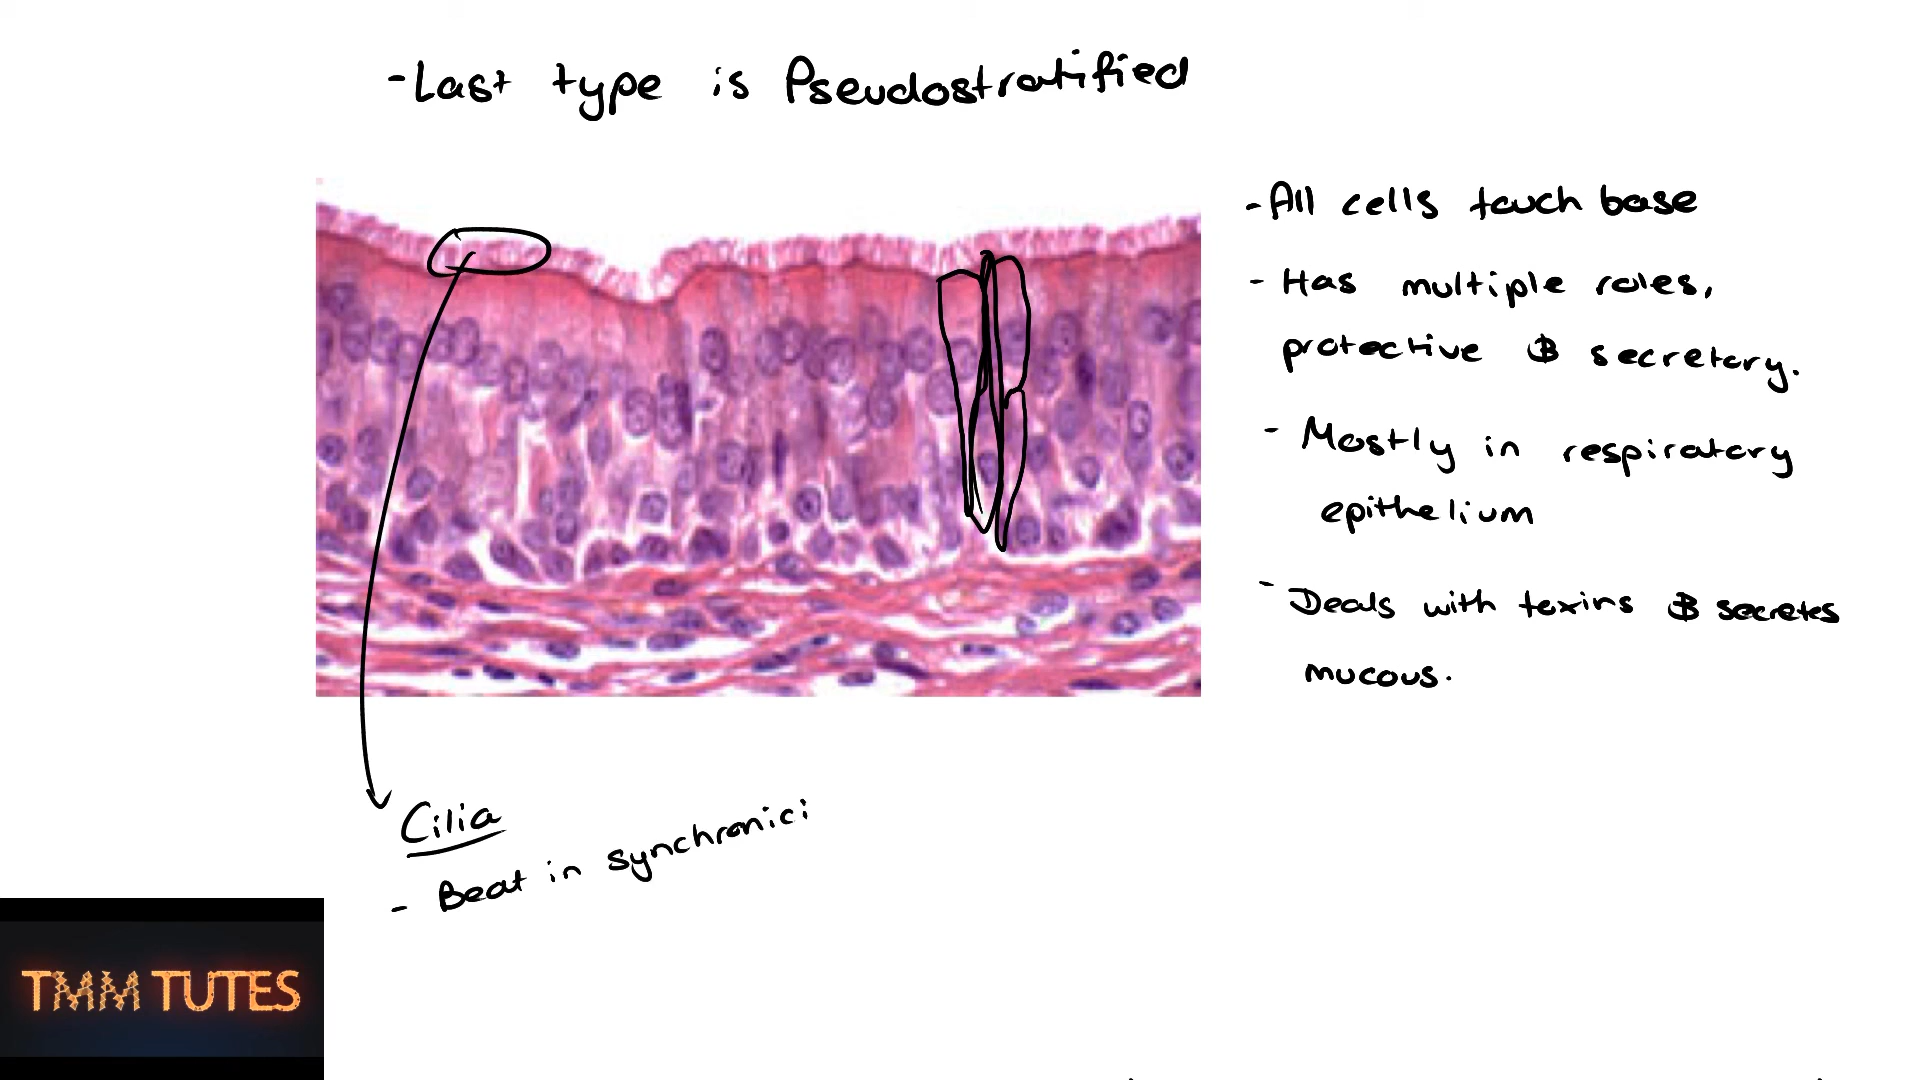 -Last type is Pseudostratified
-All cells touch base
- Has multiple roles,
protective & secretory.
- Mostly in respiratory
epithelium
- Deals with toxins & secretes
mucous.
Cilia
- Beat in synchronici
TMM TUTES